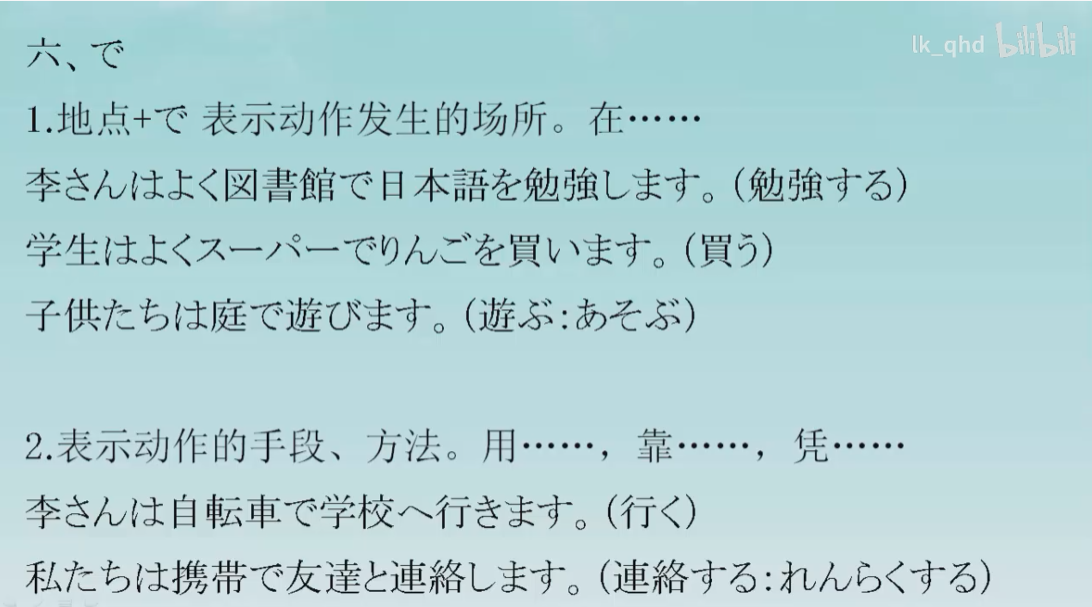 lk_qhd bilibili
六、で
1.地点+で 表示动作发生的场所。在……
李さんはよく図書館で日本語を勉強します。(勉強する)
学生はよくスーパーでりんごを買います。(買う)
子供たちは庭で遊びます。(遊ぶ:あそぶ)
2.表示动作的手段、方法。用……，靠……，凭……
李さんは自転車で学校へ行きます。(行く)
私たちは携帯で友達と連絡します。(連絡する:れんらくする)